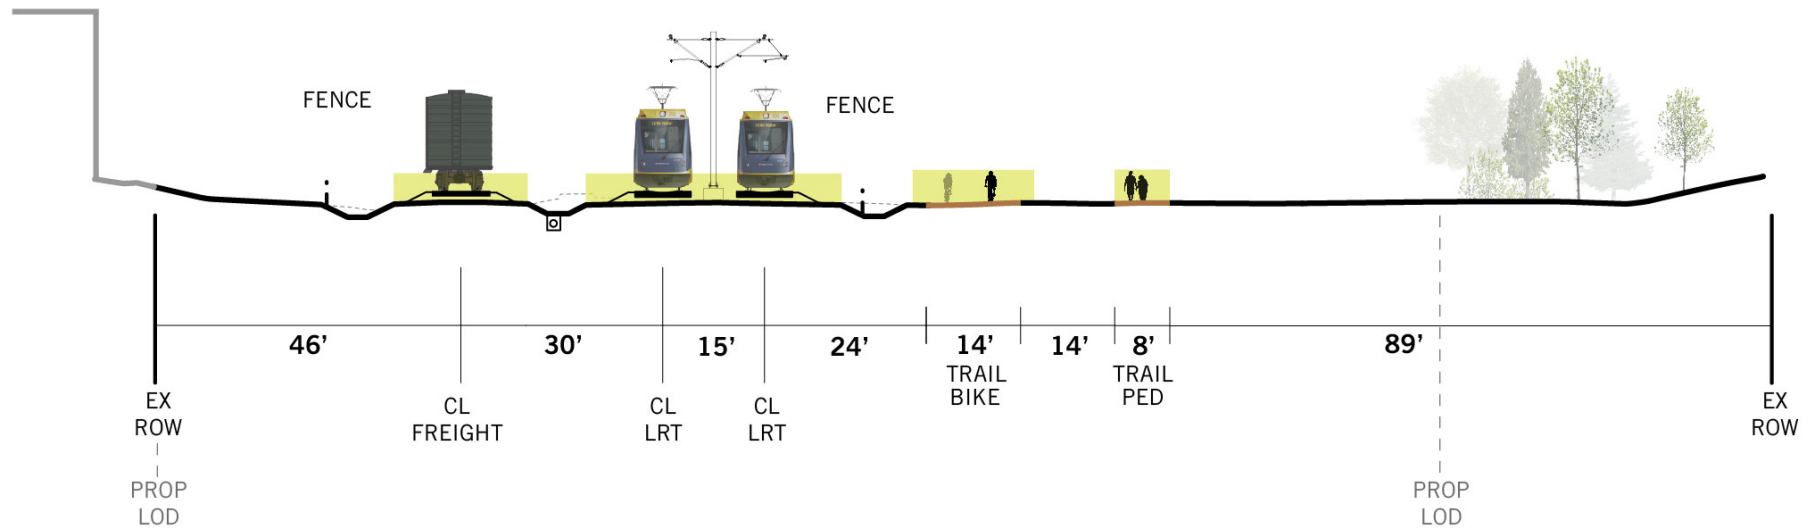 FENCE
FENCE
46’
30’
15’
24’
14’
14’
8’
89’
TRAIL
BIKE
TRAIL
PED
EX
ROW
CL
FREIGHT
CL
LRT
CL
LRT
EX
ROW
PROP
LOD
PROP
LOD